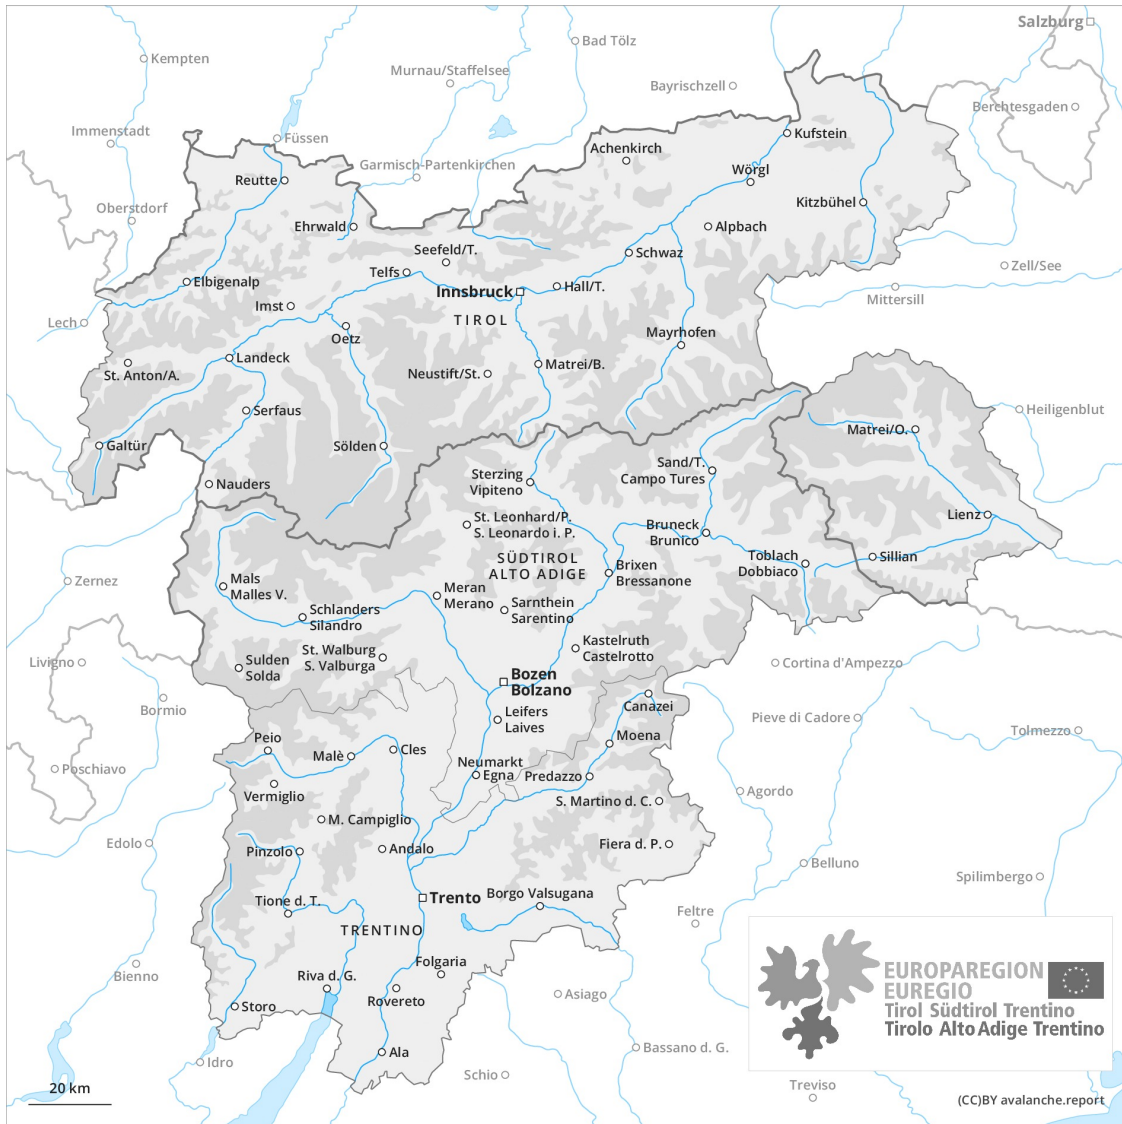 Salzburg
Bad Tölz
Kempten
Murnau/Staffelsee
Bayrischzell
Berchtesgaden
Immenstadt
Füssen
Kufstein
Achenkirch
Garmisch-Partenkirchen
Wörgl
Reutte
Kitzbühel
Oberstdorf
Ehrwald
Alpbach
Seefeld/T.
Schwaz
Zell/See
Telfs
Elbigenalp
Hall/T.
Innsbruck
Mittersill
Imst
TIROL
Lech
Oetz
Mayrhofen
Landeck
Matrei/B.
St. Anton/A.
Neustift/St.
Serfaus
Heiligenblut
Matrei/O.
Galtür
Sölden
Sand/T.
Campo Tures
Sterzing
Vipiteno
Nauders
St. Leonhard/P.
S. Leonardo i. P.
Lienz
Bruneck
Brunico
SÜDTIROL
ALTO ADIGE
Toblach
Dobbiaco
Sillian
Brixen
Bressanone
Zernez
Mals
Malles V.
Meran
Merano
Sarnthein
Sarentino
Schlanders
Silandro
Kastelruth
Castelrotto
St. Walburg
S. Valburga
Livigno
Sulden
Solda
Cortina d'Ampezzo
Bozen
Bolzano
Bormio
Canazei
Leifers
Laives
Pieve di Cadore
Tolmezzo
Moena
Peio
Malè
Cles
Neumarkt
Egna
Predazzo
Poschiavo
Vermiglio
Agordo
S. Martino d. C.
M. Campiglio
Edolo
Pinzolo
Andalo
Fiera d. P.
Belluno
Spilimbergo
Trento
Borgo Valsugana
Tione d. T.
Feltre
TRENTINO
Folgaria
Bienno
Riva d. G.
Rovereto
Asiago
Storo
EUROPAREGION
EUREGIO
Tirol Südtirol Trentino
Tirolo Alto Adige Trentino
Ala
Bassano d. G.
Idro
Schio
Treviso
20 km
(CC)BY avalanche.report